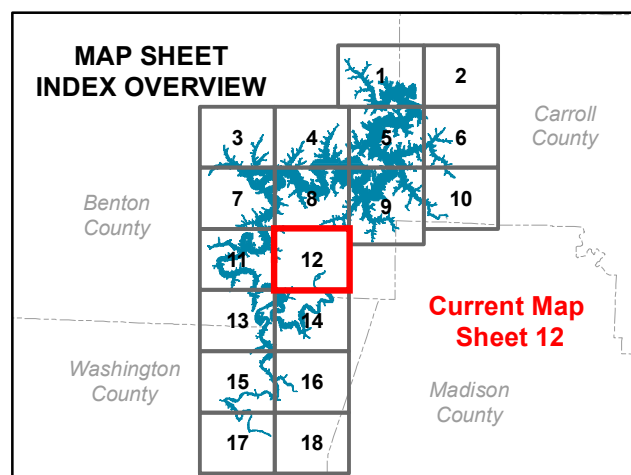 MAP SHEET
INDEX OVERVIEW
1
2
Carroll
County
3
4
5
6
Benton
County
7
8
9
10
11
12
13
14
Current Map
Sheet 12
Washington
County
15
16
Madison
County
17
18